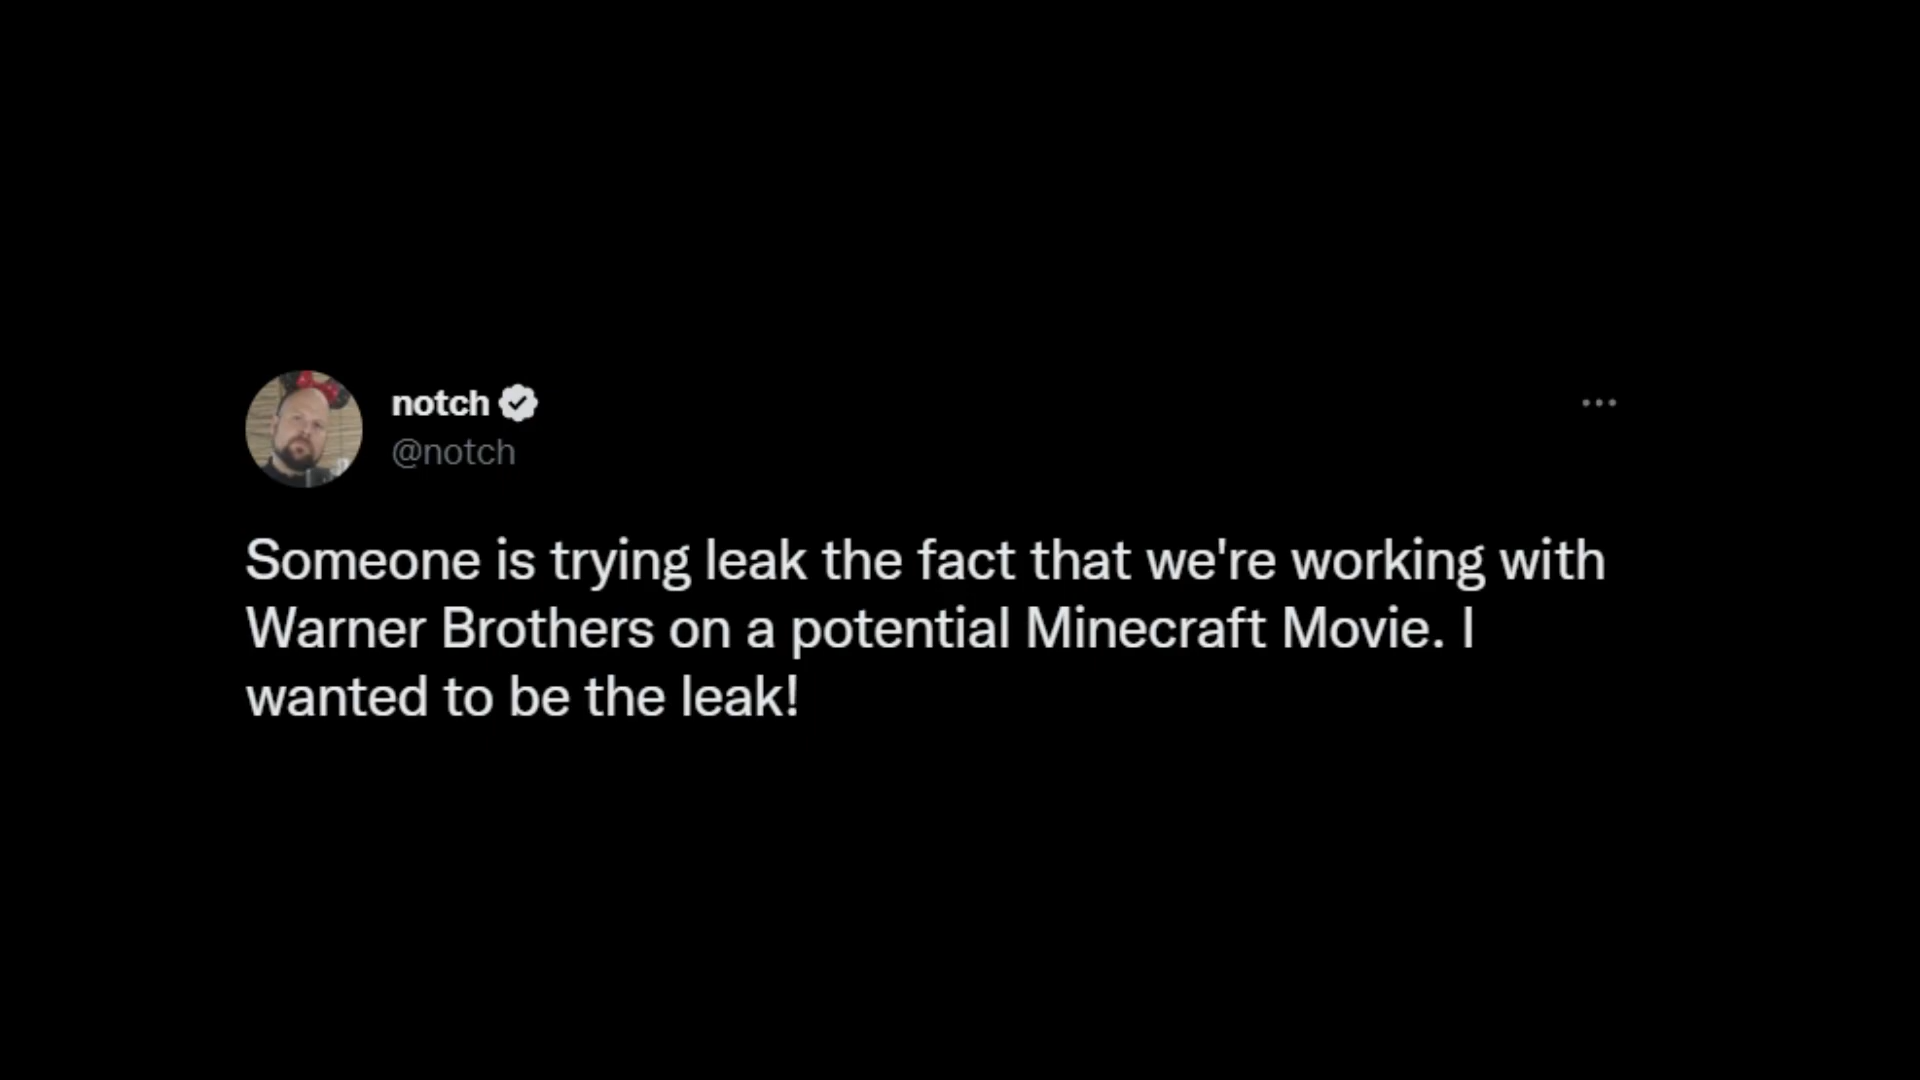 notch
@notch
Someone is trying leak the fact that we're working with
Warner Brothers on a potential Minecraft Movie. I
wanted to be the leak!